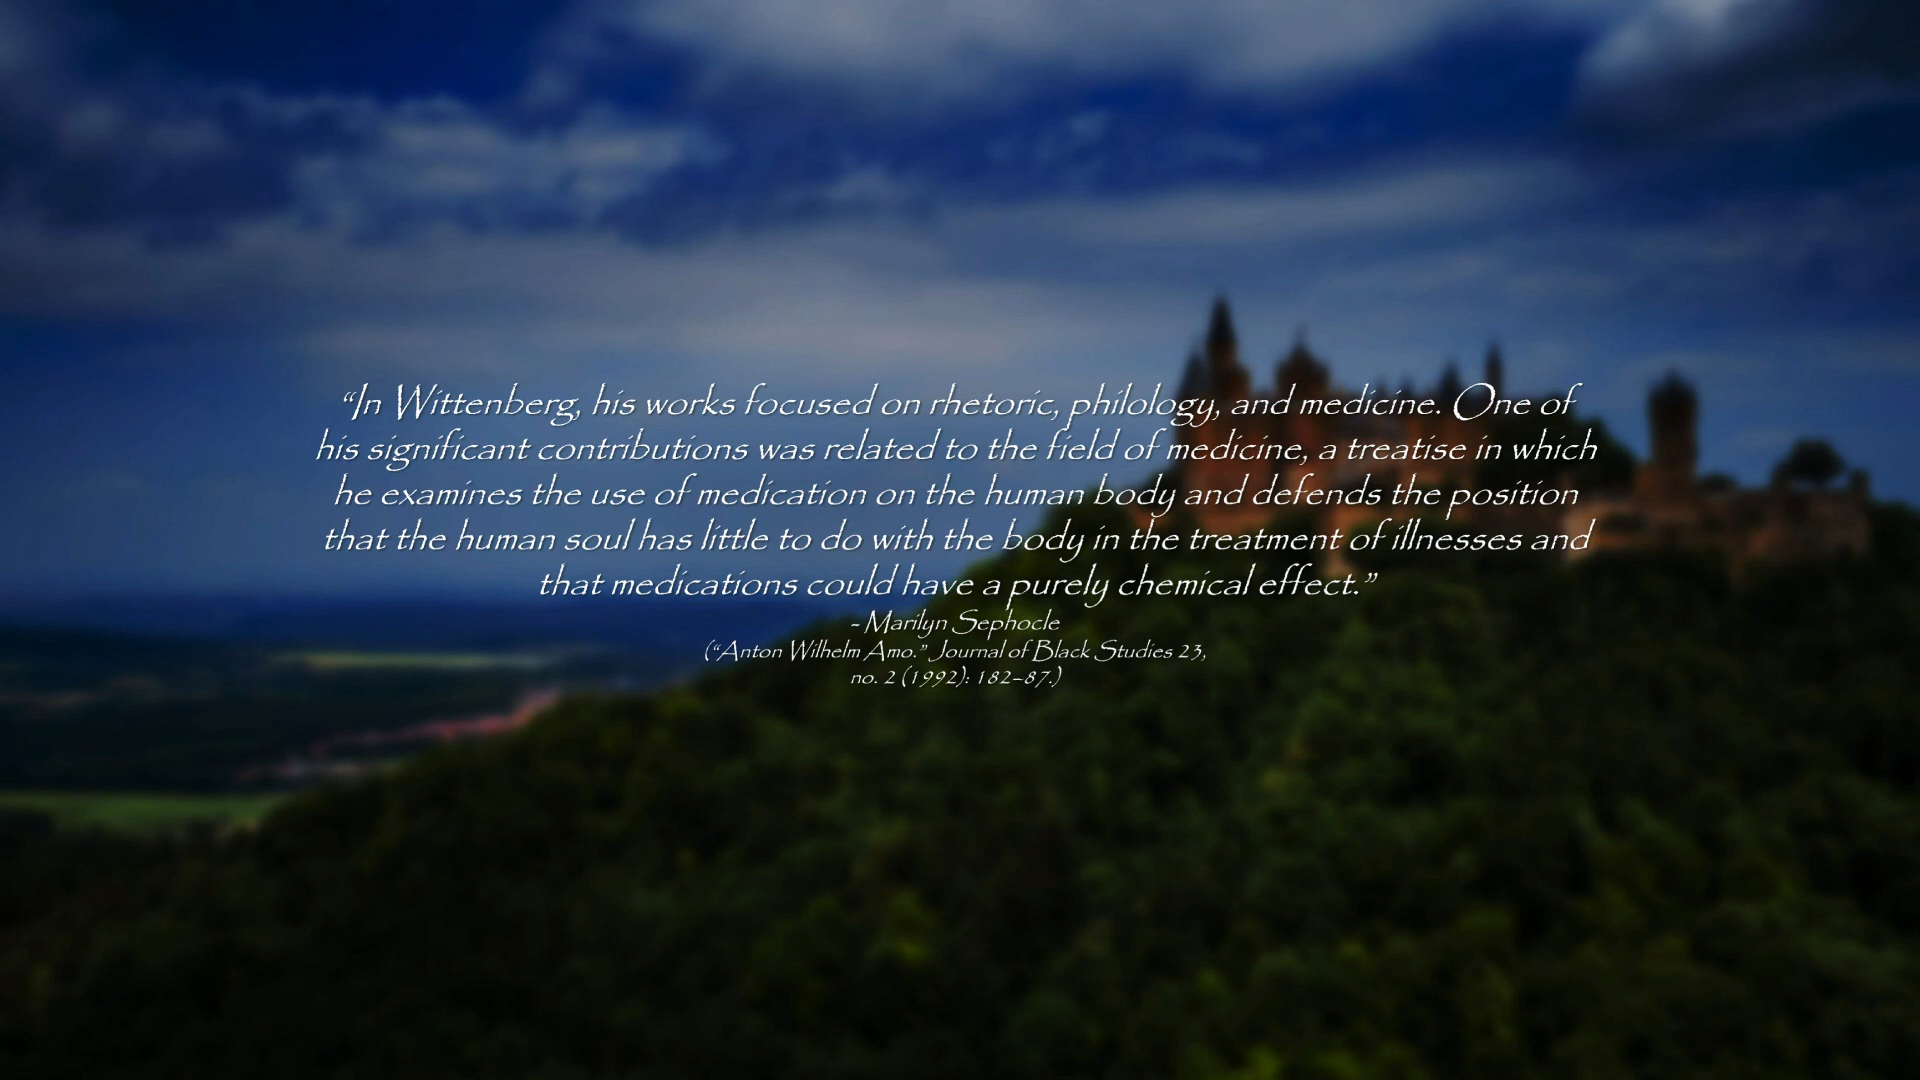 “In Wittenberg, his works focused on rhetoric, philology, and medicine. One of
his significant contributions was related to the field of medicine, a treatise in which
he examines the use of medication on the human body and defends the position
that the human soul has little to do with the body in the treatment of illnesses and
that medications could have a purely chemical effect.”
- Marilyn Sephocle
(“Anton Wilhelm Amo.” Journal of Black Studies 23,
no. 2 (1992): 182–87.)